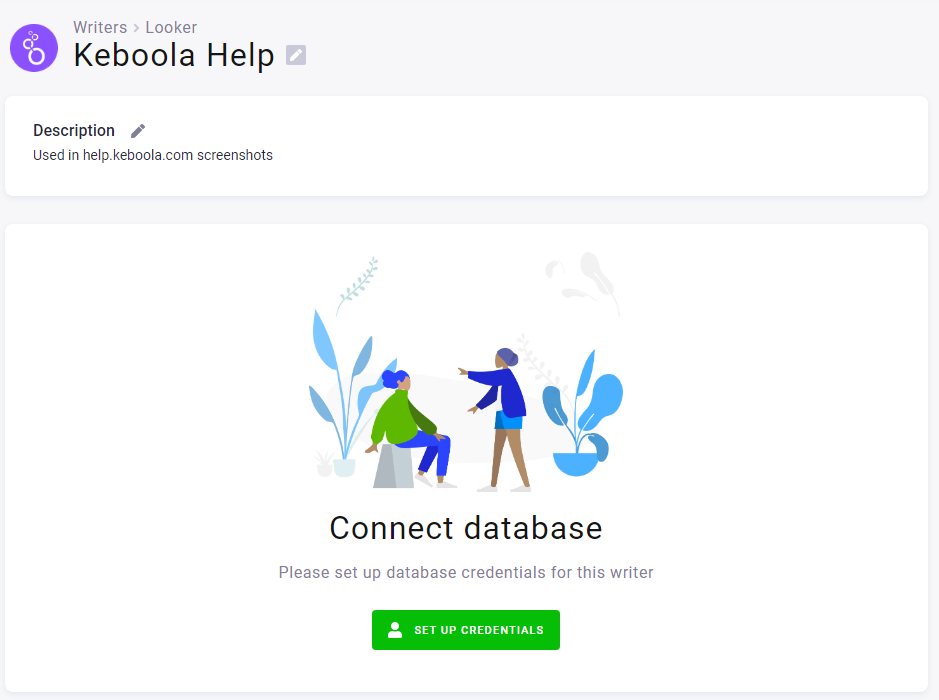 Writers > Looker
Keboola Help
Description
Used in help.keboola.com screenshots
Connect database
Please set up database credentials for this writer
SET UP CREDENTIALS